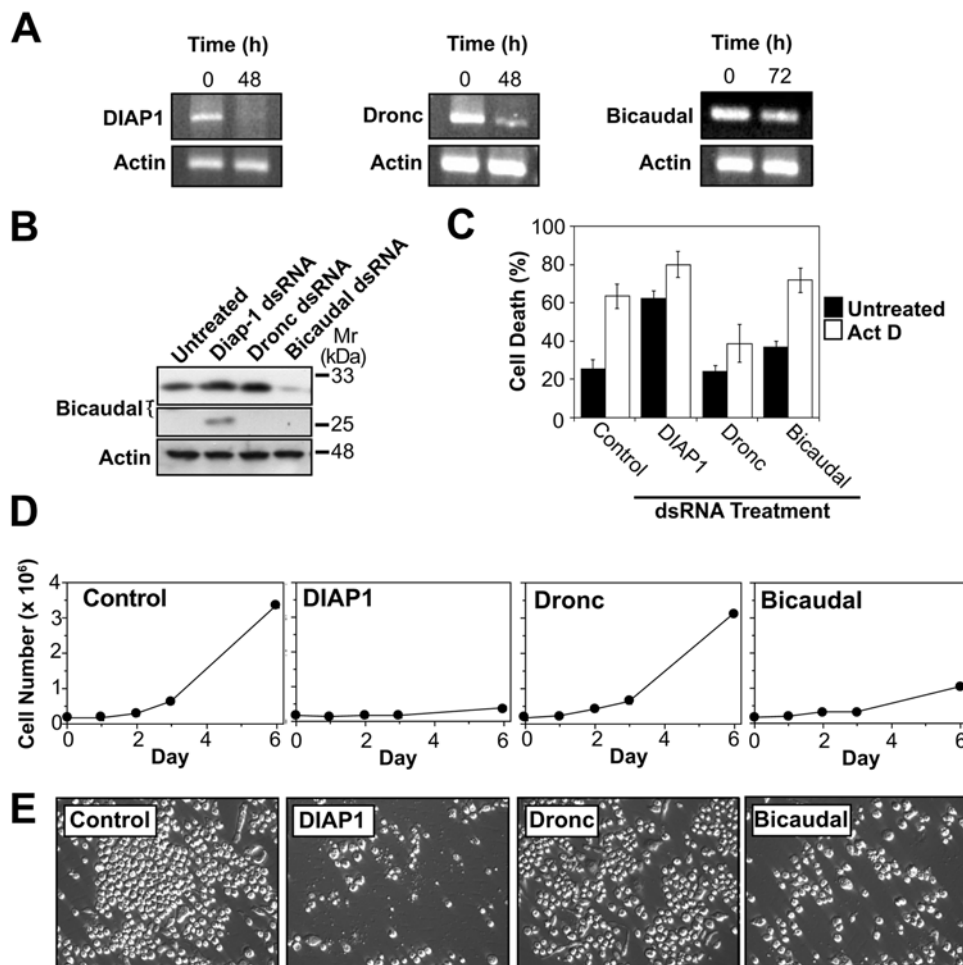 A
Time (h)
0 48
DIAP1
Actin
Time (h)
0 48
Dronc
Actin
Time (h)
0 72
Bicaudal
Actin
B
Untreated
Diap-1 dsRNA
Dronc dsRNA
Bicaudal dsRNA
Mr
(kDa)
33
Bicaudal {
25
48
Actin
C
Cell Death (%)
100
80
60
40
20
0
Untreated
Act D
Control
DIAP1
Dronc
Bicaudal
dsRNA Treatment
D
Cell Number (x 10⁶)
4
3
2
1
0
Control
0 2 4 6
Day
DIAP1
0 2 4 6
Day
Dronc
0 2 4 6
Day
Bicaudal
0 2 4 6
Day
E
Control
DIAP1
Dronc
Bicaudal